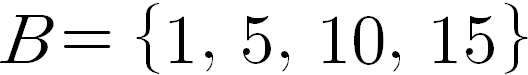 B = {1, 5, 10, 15}